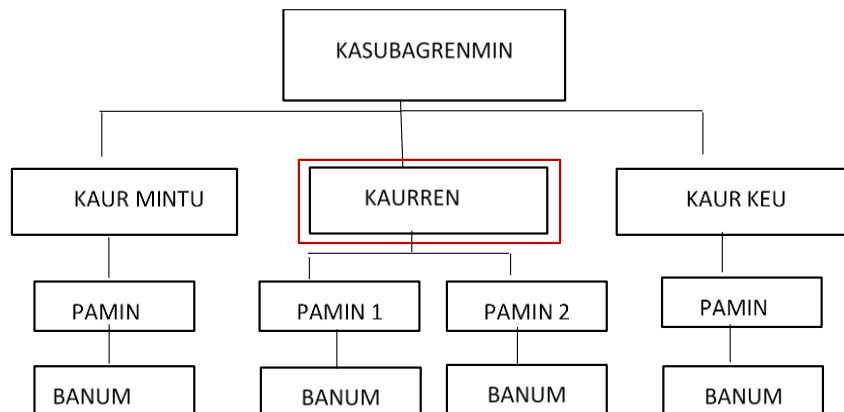 KASUBAGRENMIN
KAUR MINTU
KAURREN
KAUR KEU
PAMIN
PAMIN 1
PAMIN 2
PAMIN
BANUM
BANUM
BANUM
BANUM